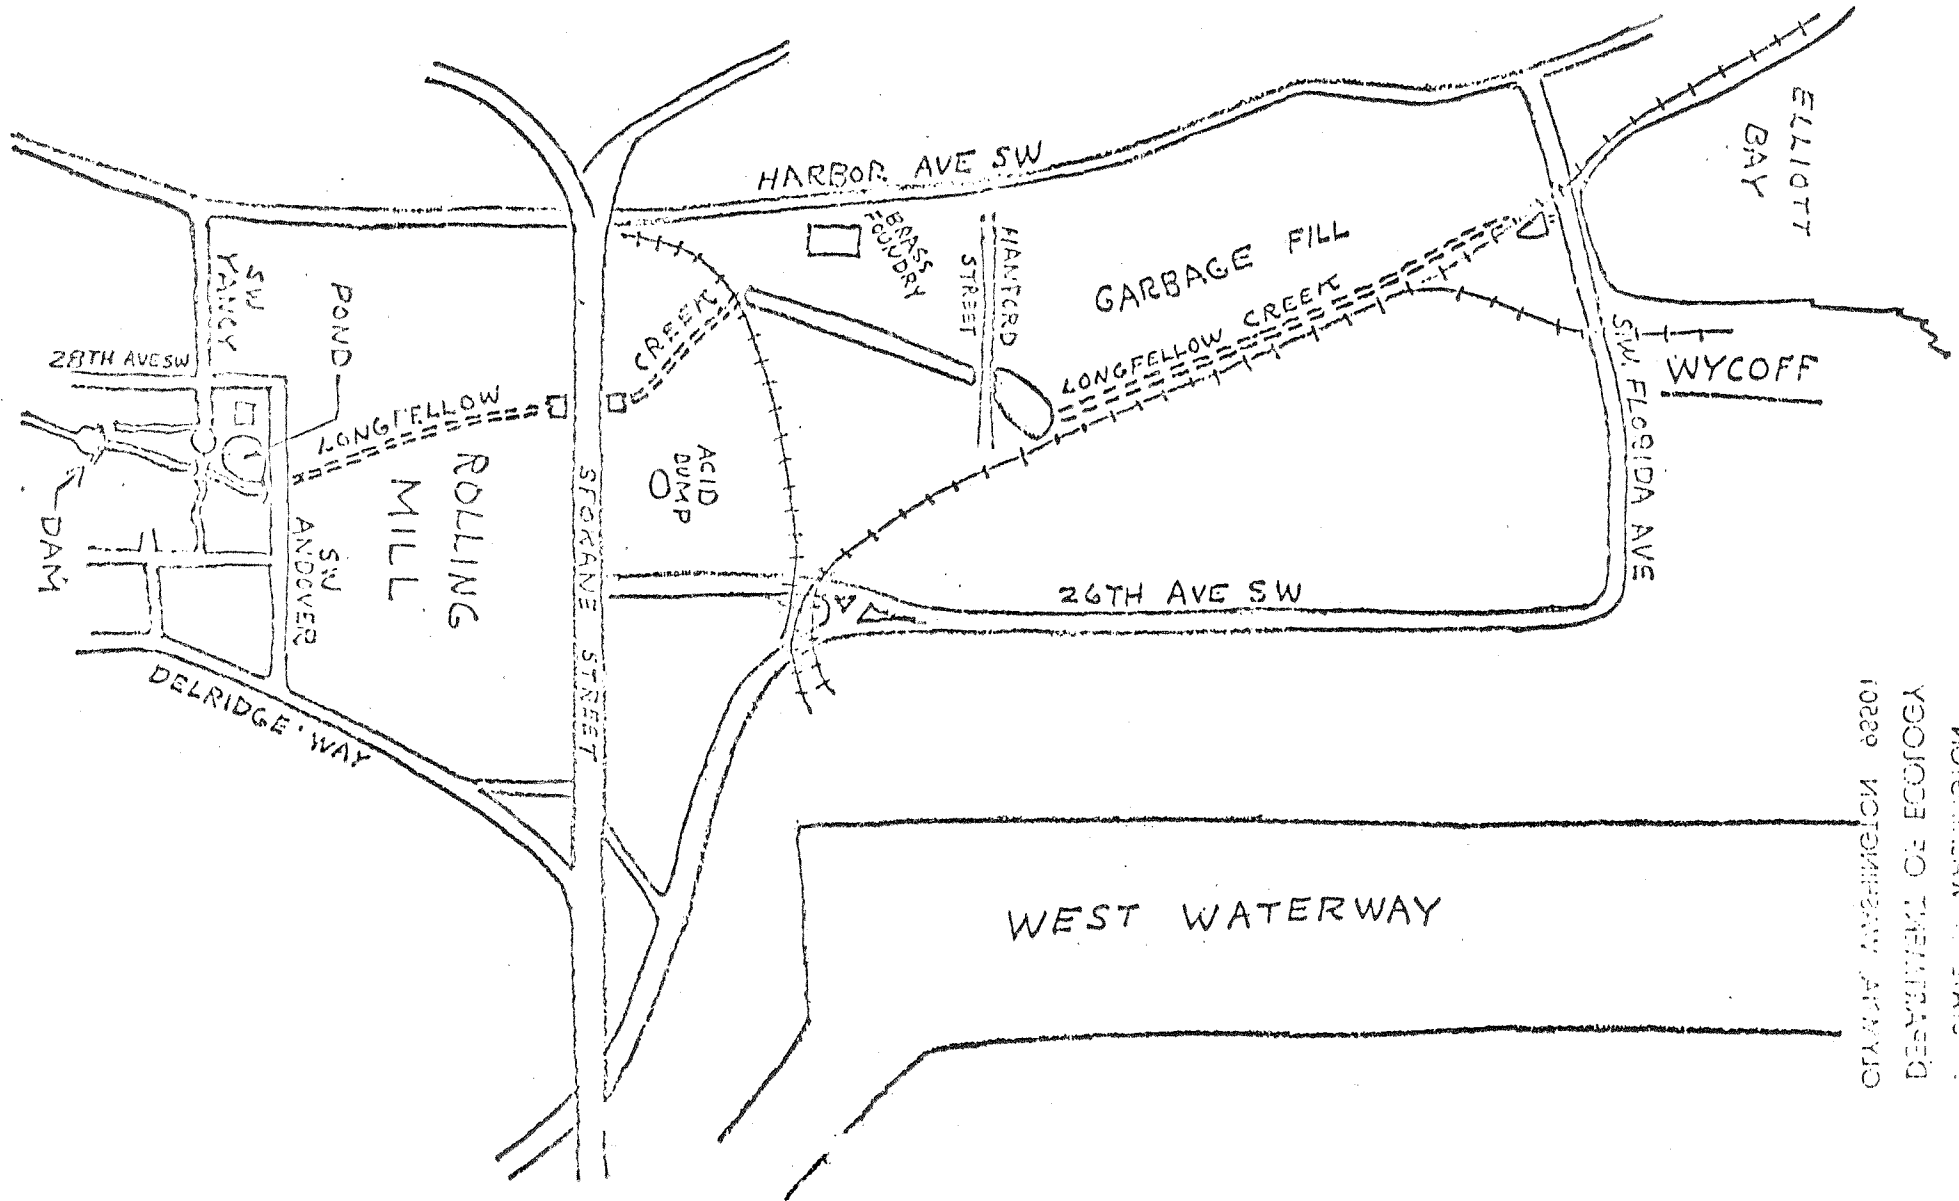 ELLIOTT
BAY
HARBOR AVE SW
BRASS
FOUNDRY
HANFORD
STREET
GARBAGE FILL
SW
YANCY
POND
28TH AVE SW
LONGFELLOW
CREEK
LONGFELLOW CREEK
S.W. FLORIDA AVE
WYCOFF
ROLLING
MILL
ACID
DUMP
SPOKANE STREET
DAM
SW
ANDOVER
26TH AVE SW
DELRIDGE WAY
WEST WATERWAY
DEPARTMENT OF ECOLOGY
OLYMPIA, WASHINGTON